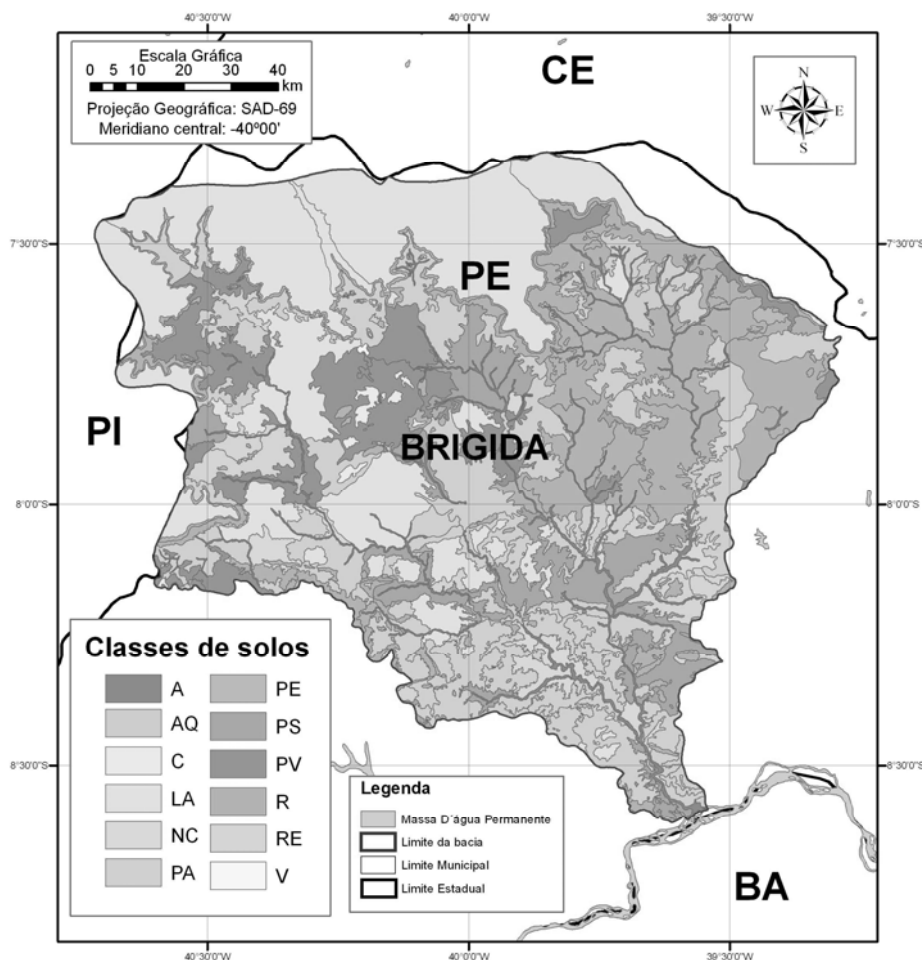 40°30'0"W
40°0'0"W
39°30'0"W
Escala Gráfica
0 5 10 20 30 40
km
Projeção Geográfica: SAD-69
Meridiano central: -40º00'
CE
N
W E
S
7°30'0"S
7°30'0"S
PE
PI
BRIGIDA
8°0'0"S
8°0'0"S
Classes de solos
A
AQ
C
LA
NC
PA
PE
PS
PV
R
RE
V
8°30'0"S
8°30'0"S
Legenda
Massa D´água Permanente
Limite da bacia
Limite Municipal
Limite Estadual
BA
40°30'0"W
40°0'0"W
39°30'0"W